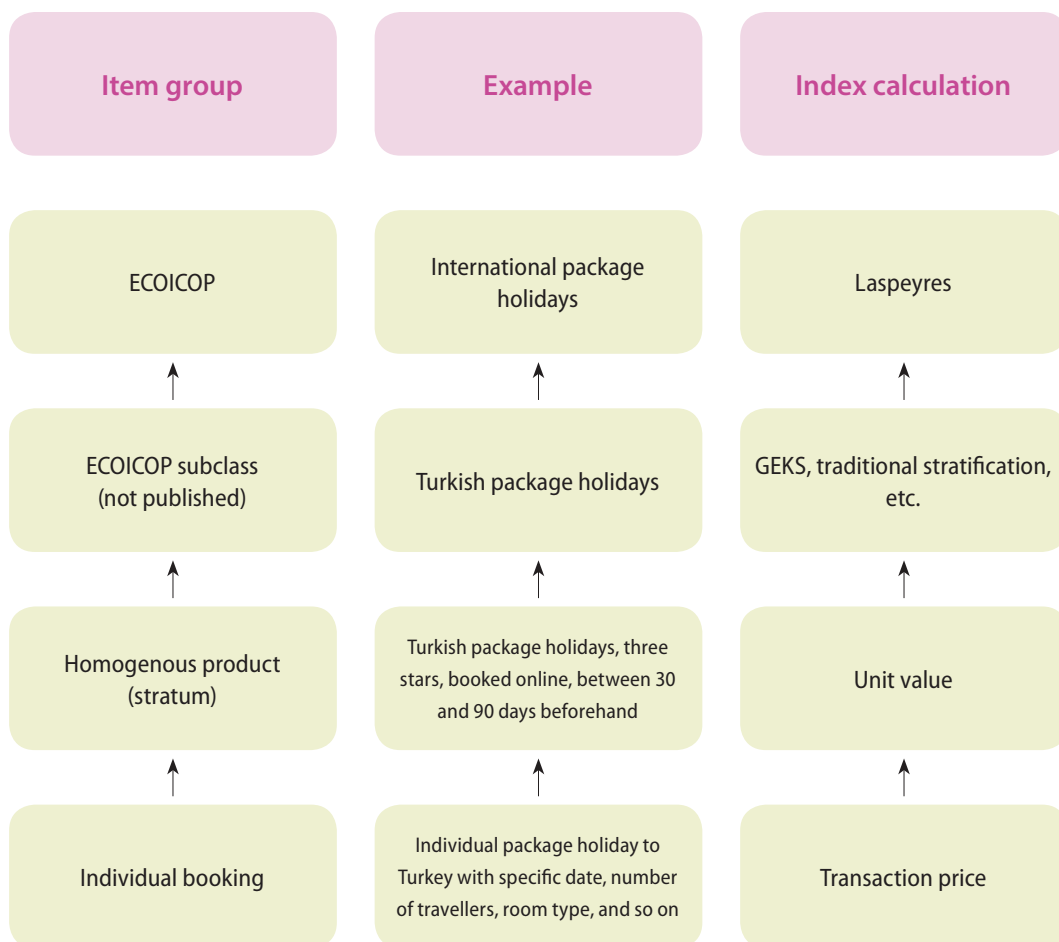 Item group
Example
Index calculation
ECOICOP
International package
holidays
Laspeyres
ECOICOP subclass
(not published)
Turkish package holidays
GEKS, traditional stratification,
etc.
Homogenous product
(stratum)
Turkish package holidays, three
stars, booked online, between 30
and 90 days beforehand
Unit value
Individual booking
Individual package holiday to
Turkey with specific date, number
of travellers, room type, and so on
Transaction price